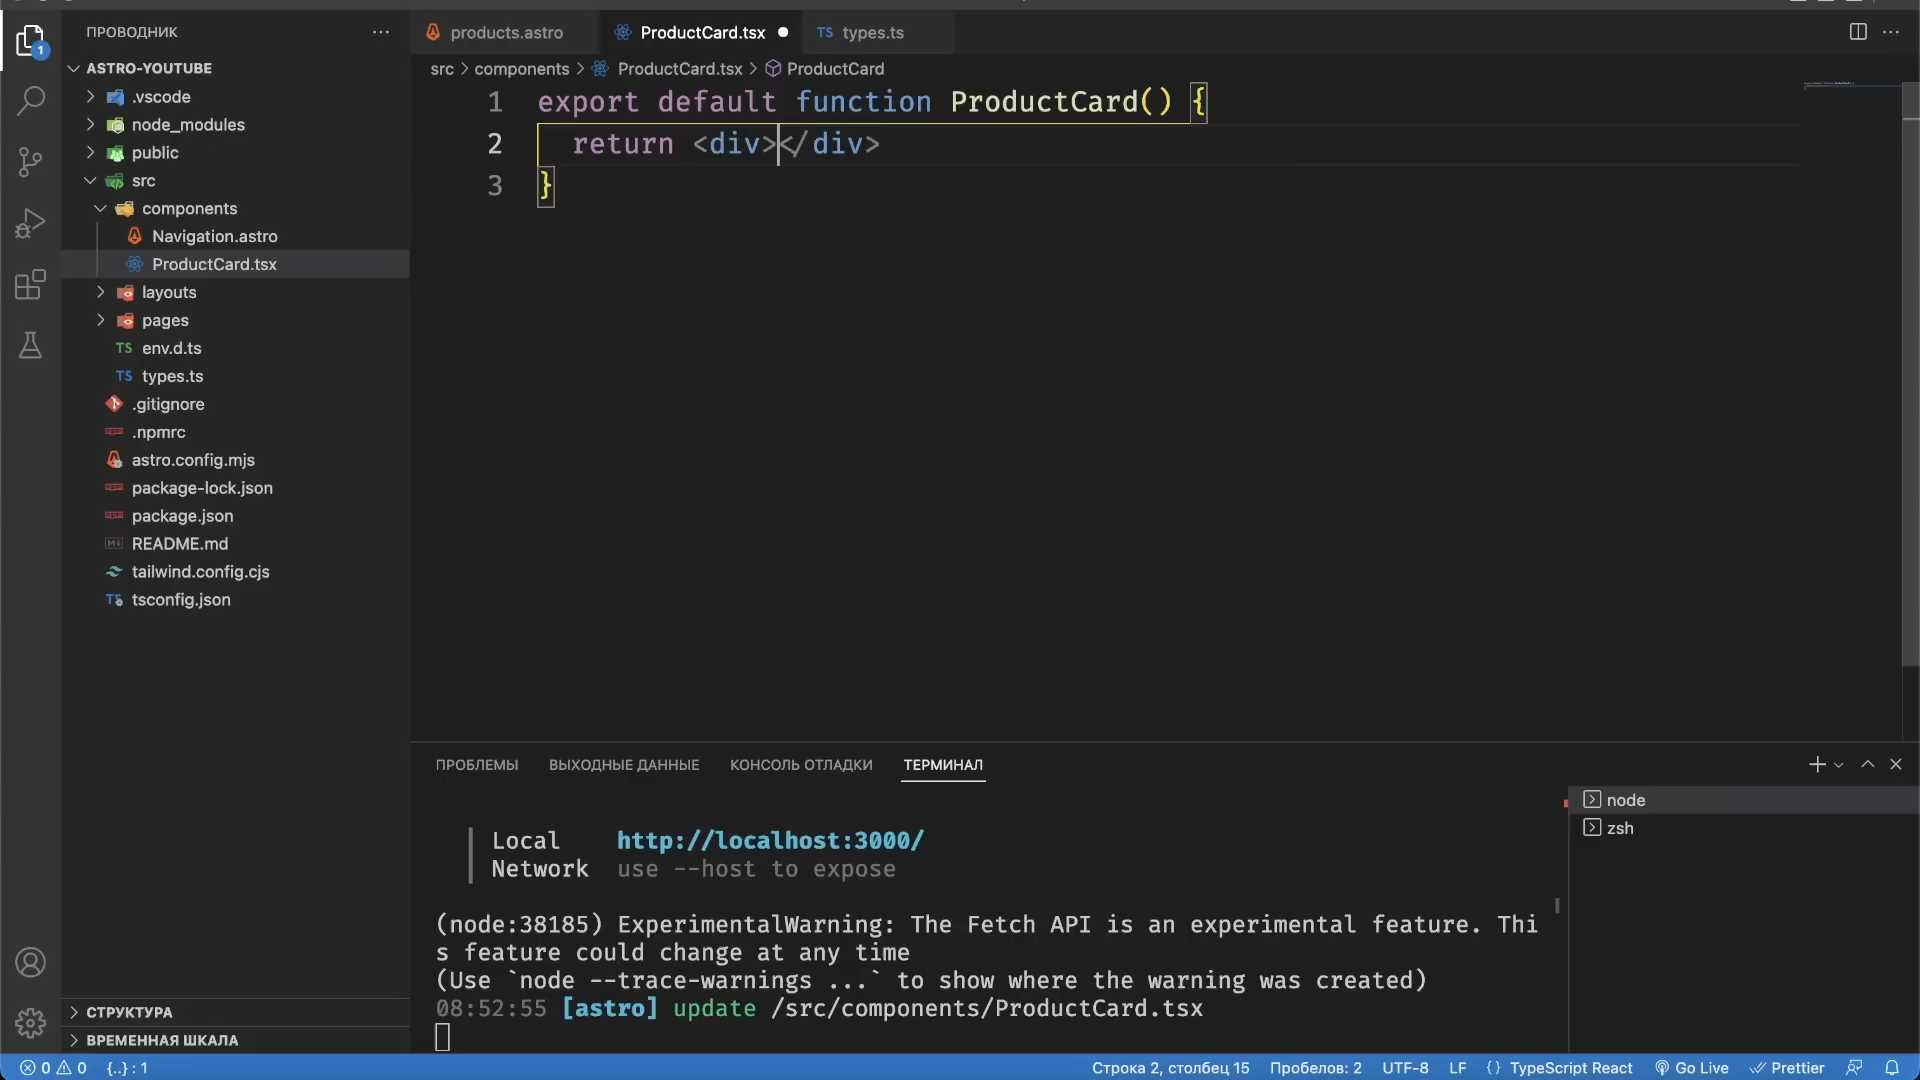 ПРОВОДНИК
ASTRO-YOUTUBE
.vscode
node_modules
public
src
components
Navigation.astro
ProductCard.tsx
layouts
pages
TS env.d.ts
TS types.ts
.gitignore
.npmrc
astro.config.mjs
package-lock.json
package.json
README.md
tailwind.config.cjs
TS tsconfig.json
СТРУКТУРА
ВРЕМЕННАЯ ШКАЛА
products.astro ProductCard.tsx TS types.ts
src > components > ProductCard.tsx > ProductCard
1 export default function ProductCard() {
2 return <div></div>
3 }
ПРОБЛЕМЫ ВЫХОДНЫЕ ДАННЫЕ КОНСОЛЬ ОТЛАДКИ ТЕРМИНАЛ
Local http://localhost:3000/
Network use --host to expose
(node:38185) ExperimentalWarning: The Fetch API is an experimental feature. Thi
s feature could change at any time
(Use `node --trace-warnings ...` to show where the warning was created)
08:52:55 [astro] update /src/components/ProductCard.tsx
node
zsh
1
0 0 {..} : 1
Строка 2, столбец 15 Пробелов: 2 UTF-8 LF {} TypeScript React Go Live Prettier